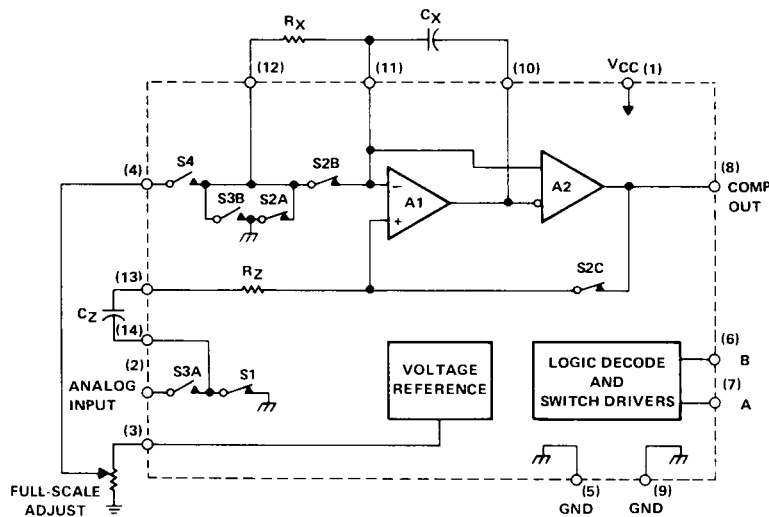 RX
CX
(12)
(11)
(10)
VCC (1)
(4)
S4
S2B
(8)
COMP
OUT
S3B
S2A
A1
−
+
A2
(13)
RZ
S2C
CZ
(14)
(2)
ANALOG
INPUT
S3A
S1
VOLTAGE
REFERENCE
LOGIC DECODE
AND
SWITCH DRIVERS
(6)
B
(7)
A
(3)
FULL-SCALE
ADJUST
(5)
GND
(9)
GND